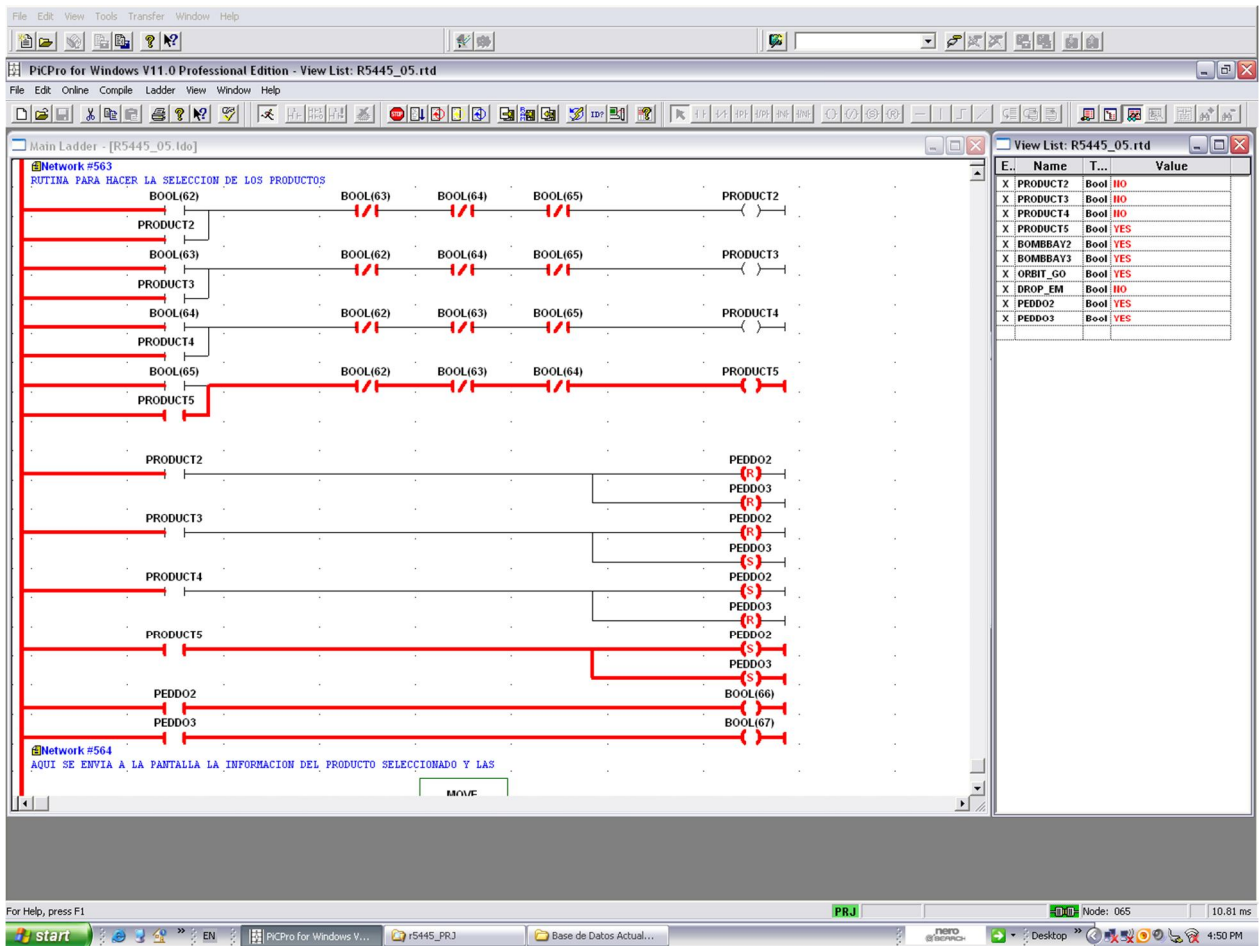 File Edit View Tools Transfer Window Help
PiCPro for Windows V11.0 Professional Edition - View List: R5445_05.rtd
File Edit Online Compile Ladder View Window Help
Main Ladder - [R5445_05.ldo]
Network #563
RUTINA PARA HACER LA SELECCION DE LOS PRODUCTOS
BOOL(62) BOOL(63) BOOL(64) BOOL(65) PRODUCT2
PRODUCT2
BOOL(63) BOOL(62) BOOL(64) BOOL(65) PRODUCT3
PRODUCT3
BOOL(64) BOOL(62) BOOL(63) BOOL(65) PRODUCT4
PRODUCT4
BOOL(65) BOOL(62) BOOL(63) BOOL(64) PRODUCT5
PRODUCT5
PRODUCT2 PEDDO2
R
PEDDO3
R
PRODUCT3 PEDDO2
R
PEDDO3
S
PRODUCT4 PEDDO2
S
PEDDO3
R
PRODUCT5 PEDDO2
S
PEDDO3
S
PEDDO2 BOOL(66)
PEDDO3 BOOL(67)
Network #564
AQUI SE ENVIA A LA PANTALLA LA INFORMACION DEL PRODUCTO SELECCIONADO Y LAS
MOVE
View List: R5445_05.rtd
E.. Name T... Value
X PRODUCT2 Bool NO
X PRODUCT3 Bool NO
X PRODUCT4 Bool NO
X PRODUCT5 Bool YES
X BOMBBAY2 Bool YES
X BOMBBAY3 Bool YES
X ORBIT_GO Bool YES
X DROP_EM Bool NO
X PEDDO2 Bool YES
X PEDDO3 Bool YES
For Help, press F1
PRJ
Node: 065
10.81 ms
start
EN
PiCPro for Windows V...
r5445_PRJ
Base de Datos Actual...
nero
SEARCH
Desktop
4:50 PM